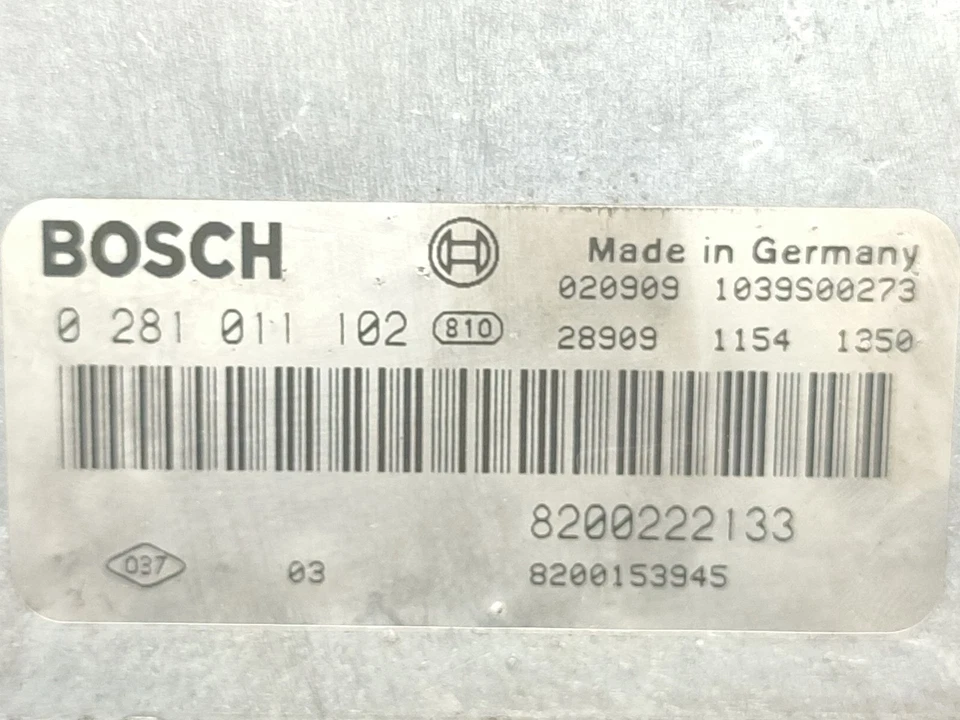 BOSCH
Made in Germany
020909 1039S00273
0 281 011 102 810
28909 1154 1350
8200222133
037 03
8200153945